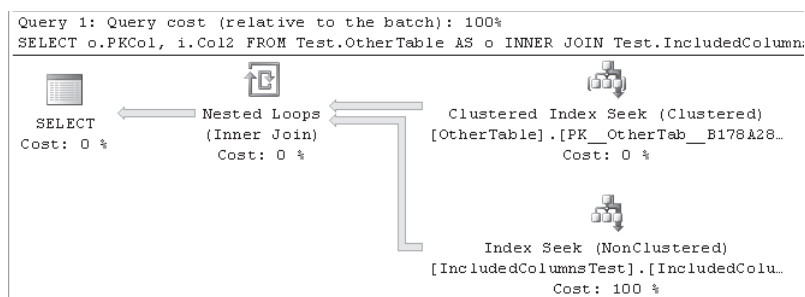 Query 1: Query cost (relative to the batch): 100%
SELECT o.PKCol, i.Col2 FROM Test.OtherTable AS o INNER JOIN Test.IncludedColumns
SELECT
Cost: 0 %
Nested Loops
(Inner Join)
Cost: 0 %
Clustered Index Seek (Clustered)
[OtherTable].[PK__OtherTab__B178A28…
Cost: 0 %
Index Seek (NonClustered)
[IncludedColumnsTest].[IncludedColu…
Cost: 100 %